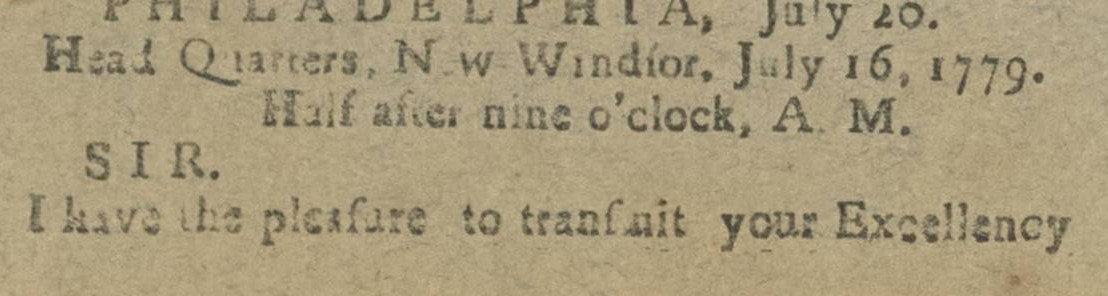 PHILADELPHIA, July 20.
Head Quarters, New Windſor, July 16, 1779.
Half after nine o'clock, A. M.
SIR.
I have the pleaſure to tranſmit your Excellency